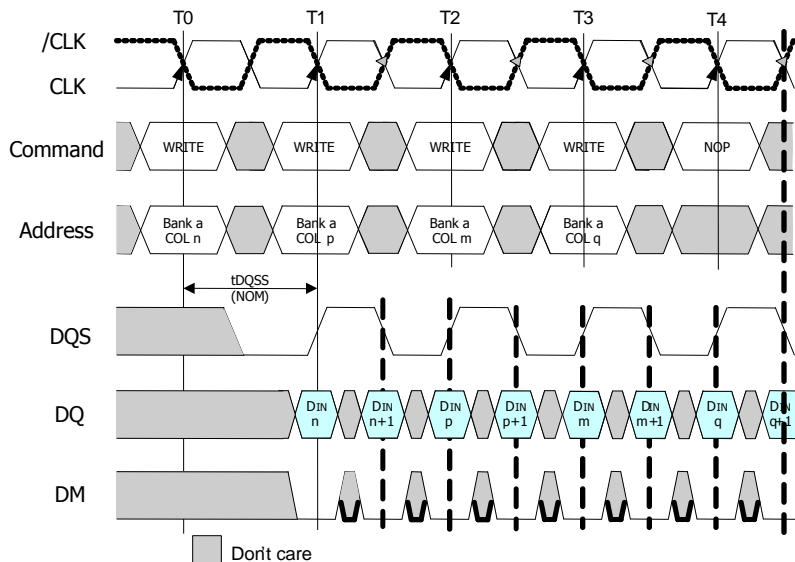 T0 T1 T2 T3 T4
/CLK
CLK
Command WRITE WRITE WRITE WRITE NOP
Address
Bank a Bank a Bank a Bank a
COL n COL p COL m COL q
tDQSS
(NOM)
DQS
DQ
DIN DIN DIN DIN DIN DIN DIN DIN
n n+1 p p+1 m m+1 q q+1
DM
Don't care